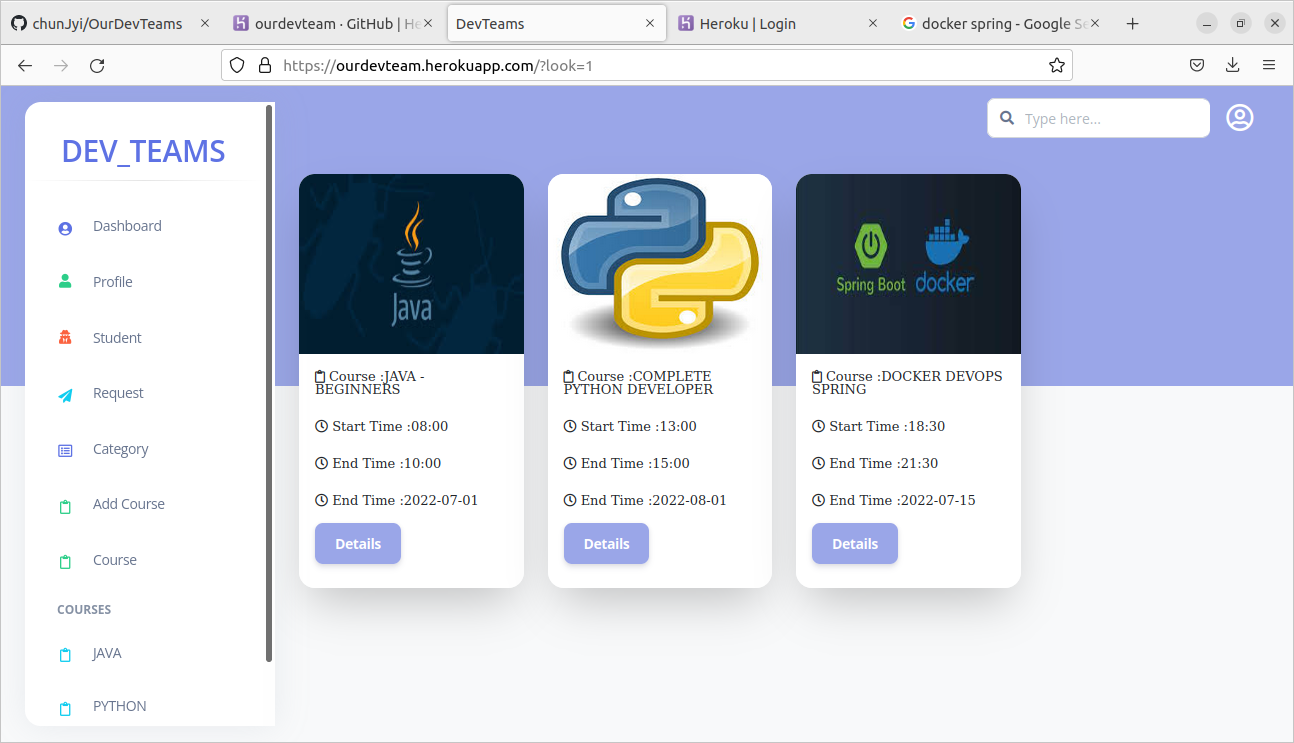 chunJyi/OurDevTeams
ourdevteam · GitHub | He
DevTeams
Heroku | Login
docker spring - Google Se
https://ourdevteam.herokuapp.com/?look=1
Type here...
DEV_TEAMS
Dashboard
Profile
Student
Request
Category
Add Course
Course
COURSES
JAVA
PYTHON
Java
Course :JAVA -
BEGINNERS
Start Time :08:00
End Time :10:00
End Time :2022-07-01
Details
Course :COMPLETE
PYTHON DEVELOPER
Start Time :13:00
End Time :15:00
End Time :2022-08-01
Details
Spring Boot
docker
Course :DOCKER DEVOPS
SPRING
Start Time :18:30
End Time :21:30
End Time :2022-07-15
Details